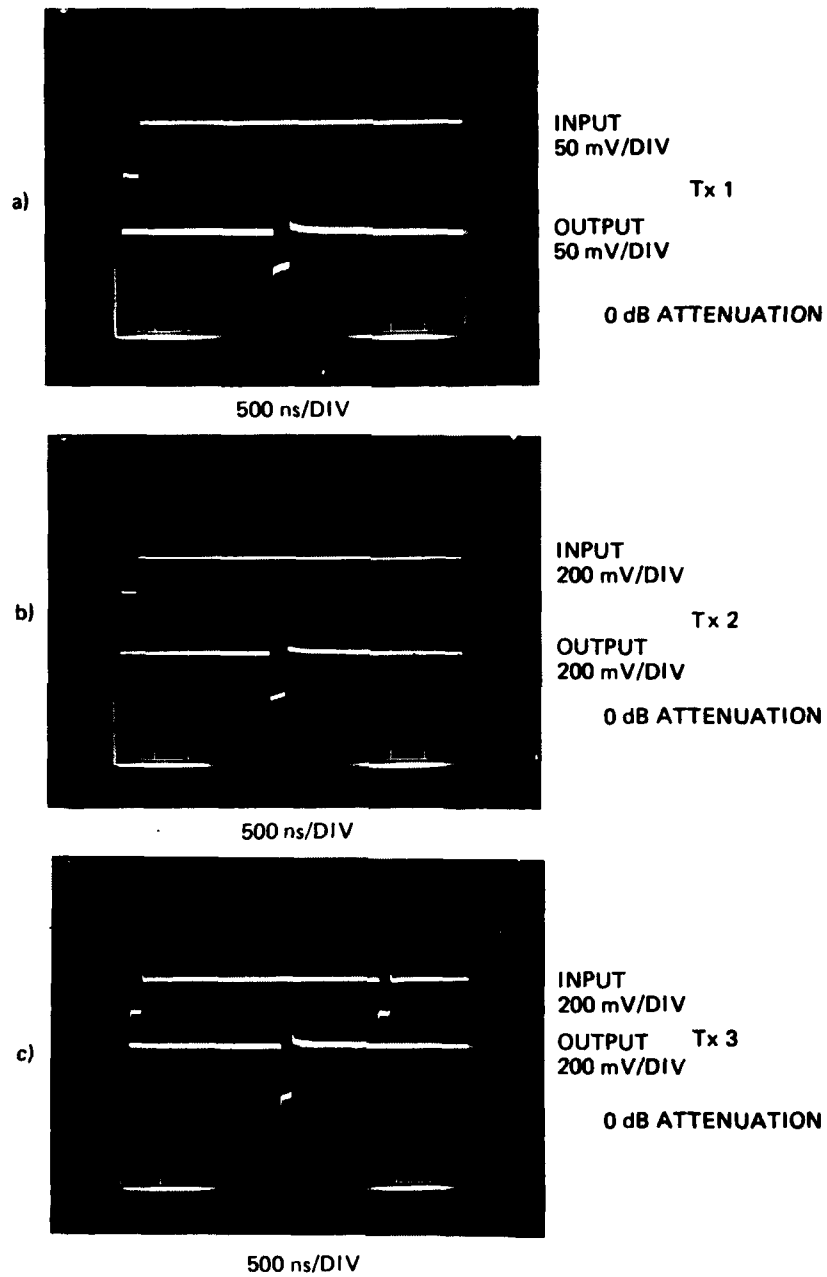 a)
INPUT
50 mV/DIV
Tx 1
OUTPUT
50 mV/DIV
0 dB ATTENUATION
500 ns/DIV
b)
INPUT
200 mV/DIV
Tx 2
OUTPUT
200 mV/DIV
0 dB ATTENUATION
500 ns/DIV
c)
INPUT
200 mV/DIV
OUTPUT Tx 3
200 mV/DIV
0 dB ATTENUATION
500 ns/DIV